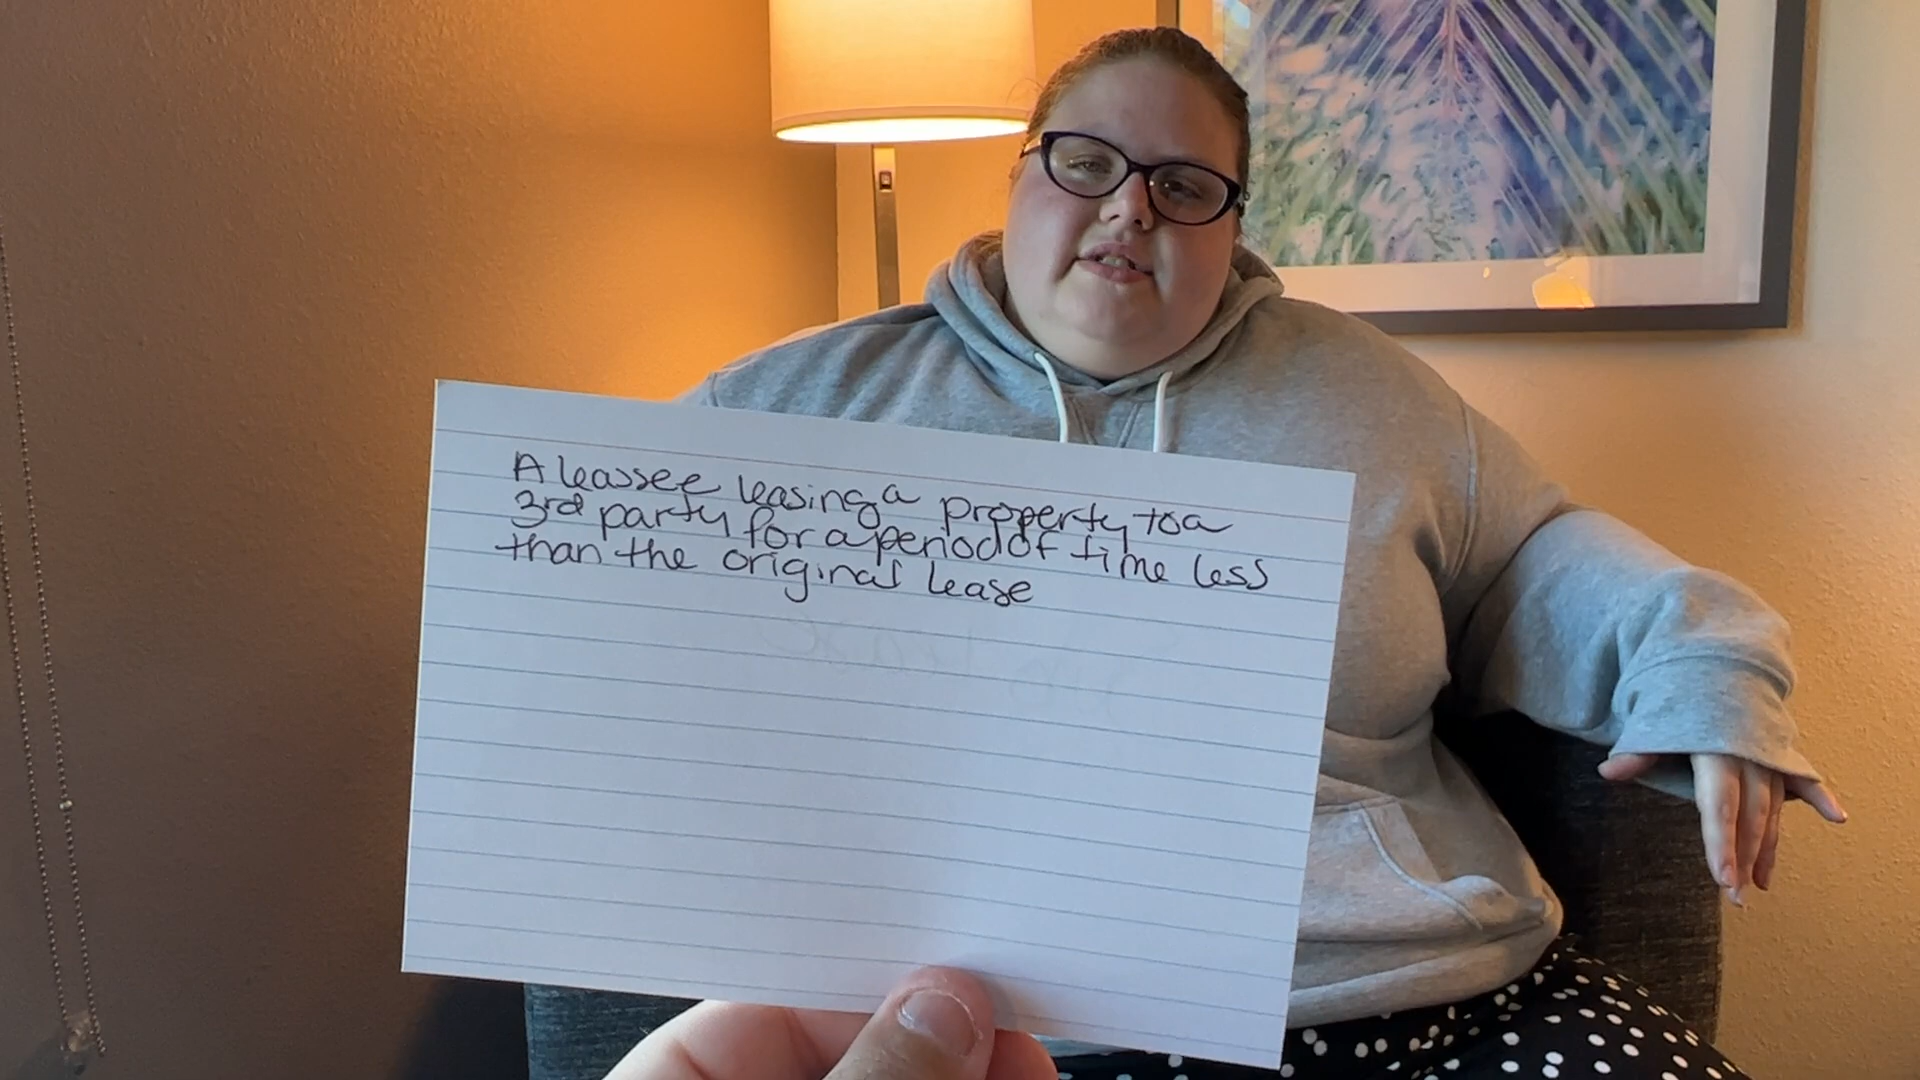 A leassee leasing a property to a
3rd party for a period of time less
than the original lease